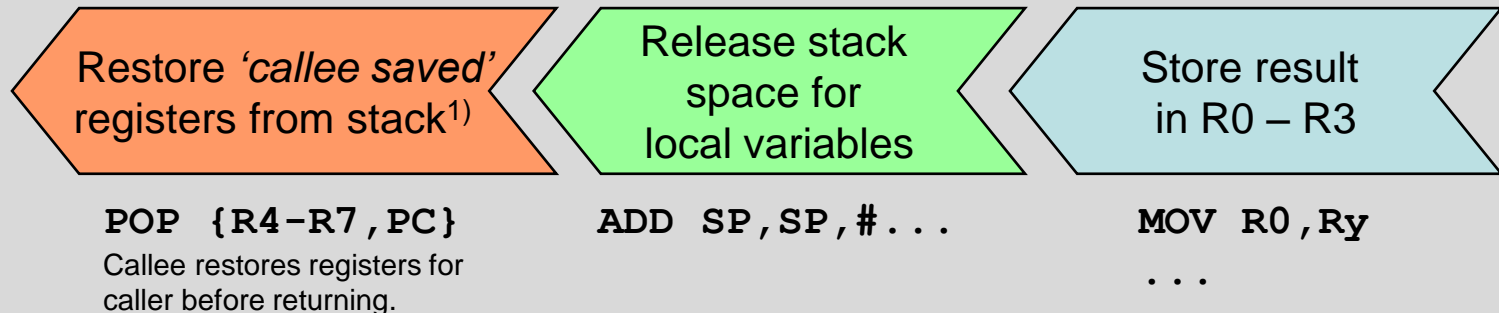 Restore ‘callee saved’
registers from stack1)
POP {R4-R7,PC}
Callee restores registers for
caller before returning.
Release stack
space for
local variables
ADD SP,SP,#...
Store result
in R0 – R3
MOV R0,Ry
...